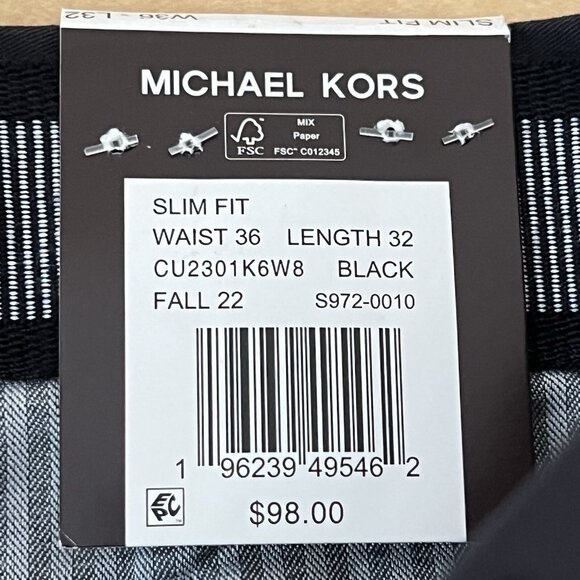 W36 - L32 SLIM FIT
MICHAEL KORS
FSC
MIX
Paper
FSC™ C012345
SLIM FIT
WAIST 36 LENGTH 32
CU2301K6W8 BLACK
FALL 22 S972-0010
1 96239 49546 2
EPC™
$98.00